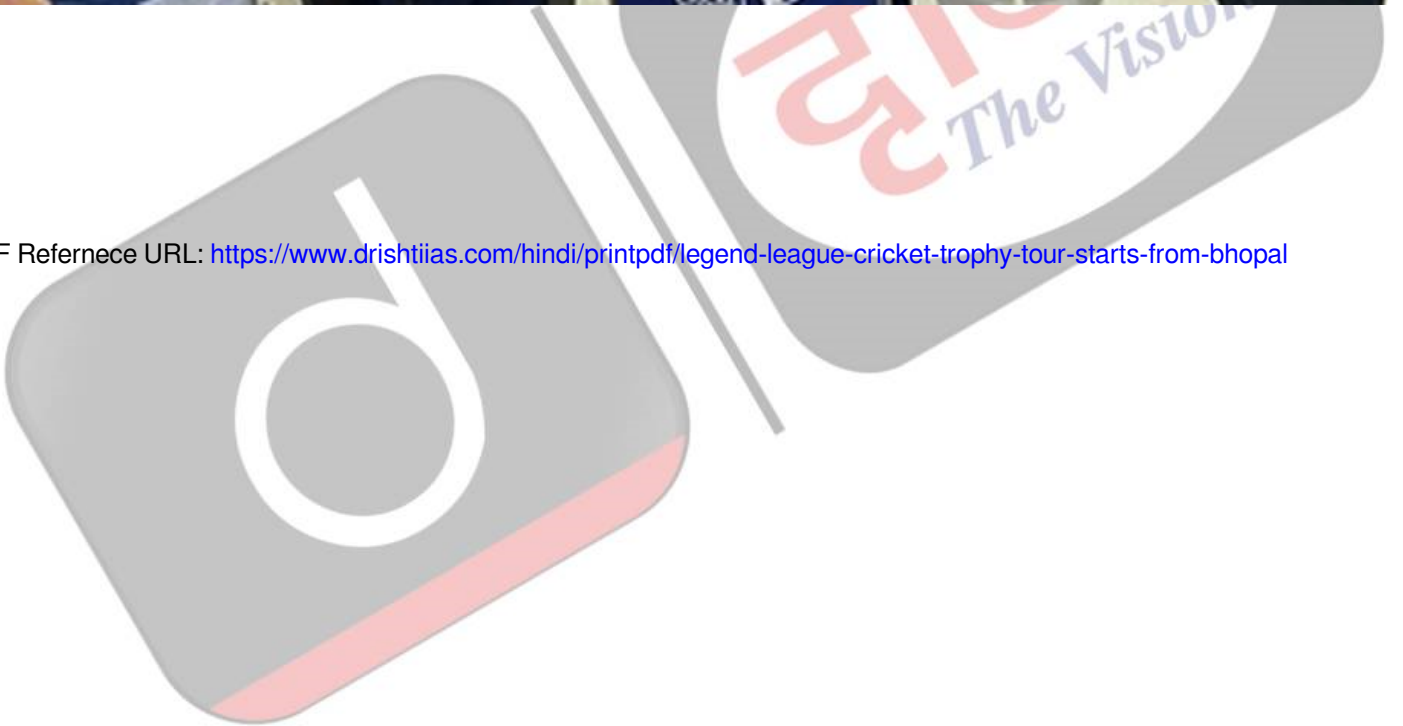 The Vision
F Refernece URL: https://www.drishtiias.com/hindi/printpdf/legend-league-cricket-trophy-tour-starts-from-bhopal
d